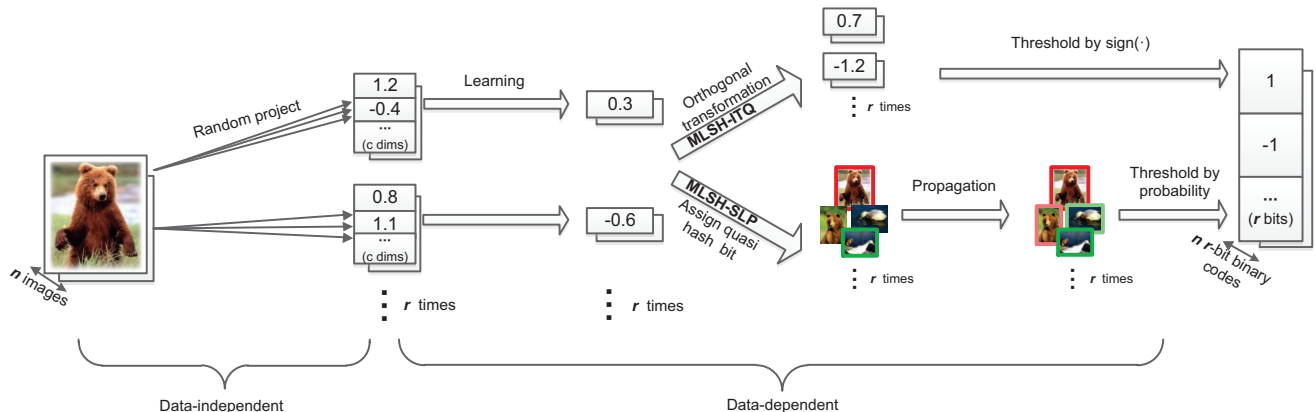 n images
Random project
1.2
-0.4
...
(c dims)
0.8
1.1
...
(c dims)
r times
Learning
0.3
-0.6
r times
Orthogonal
transformation
MLSH-ITQ
MLSH-SLP
Assign quasi
hash bit
0.7
-1.2
r times
Threshold by sign(·)
Propagation
r times
r times
Threshold by
probability
1
-1
...
(r bits)
n r-bit binary
codes
Data-independent
Data-dependent